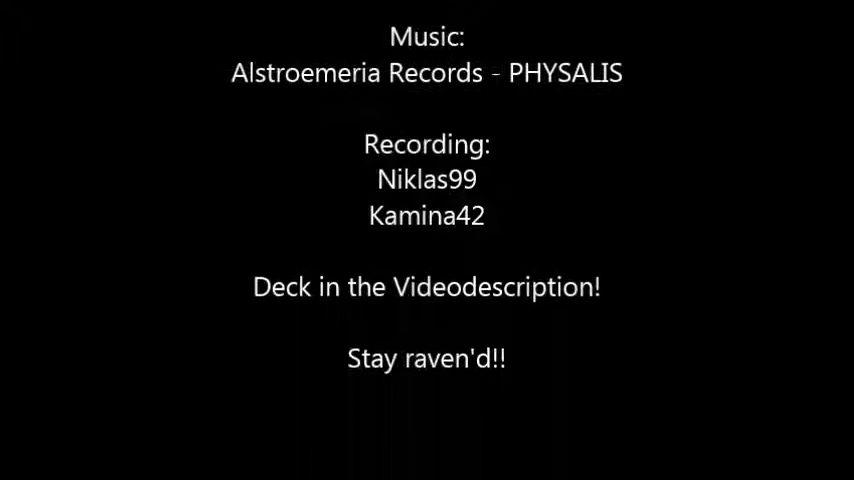 Music:
Alstroemeria Records - PHYSALIS
Recording:
Niklas99
Kamina42
Deck in the Videodescription!
Stay raven'd!!